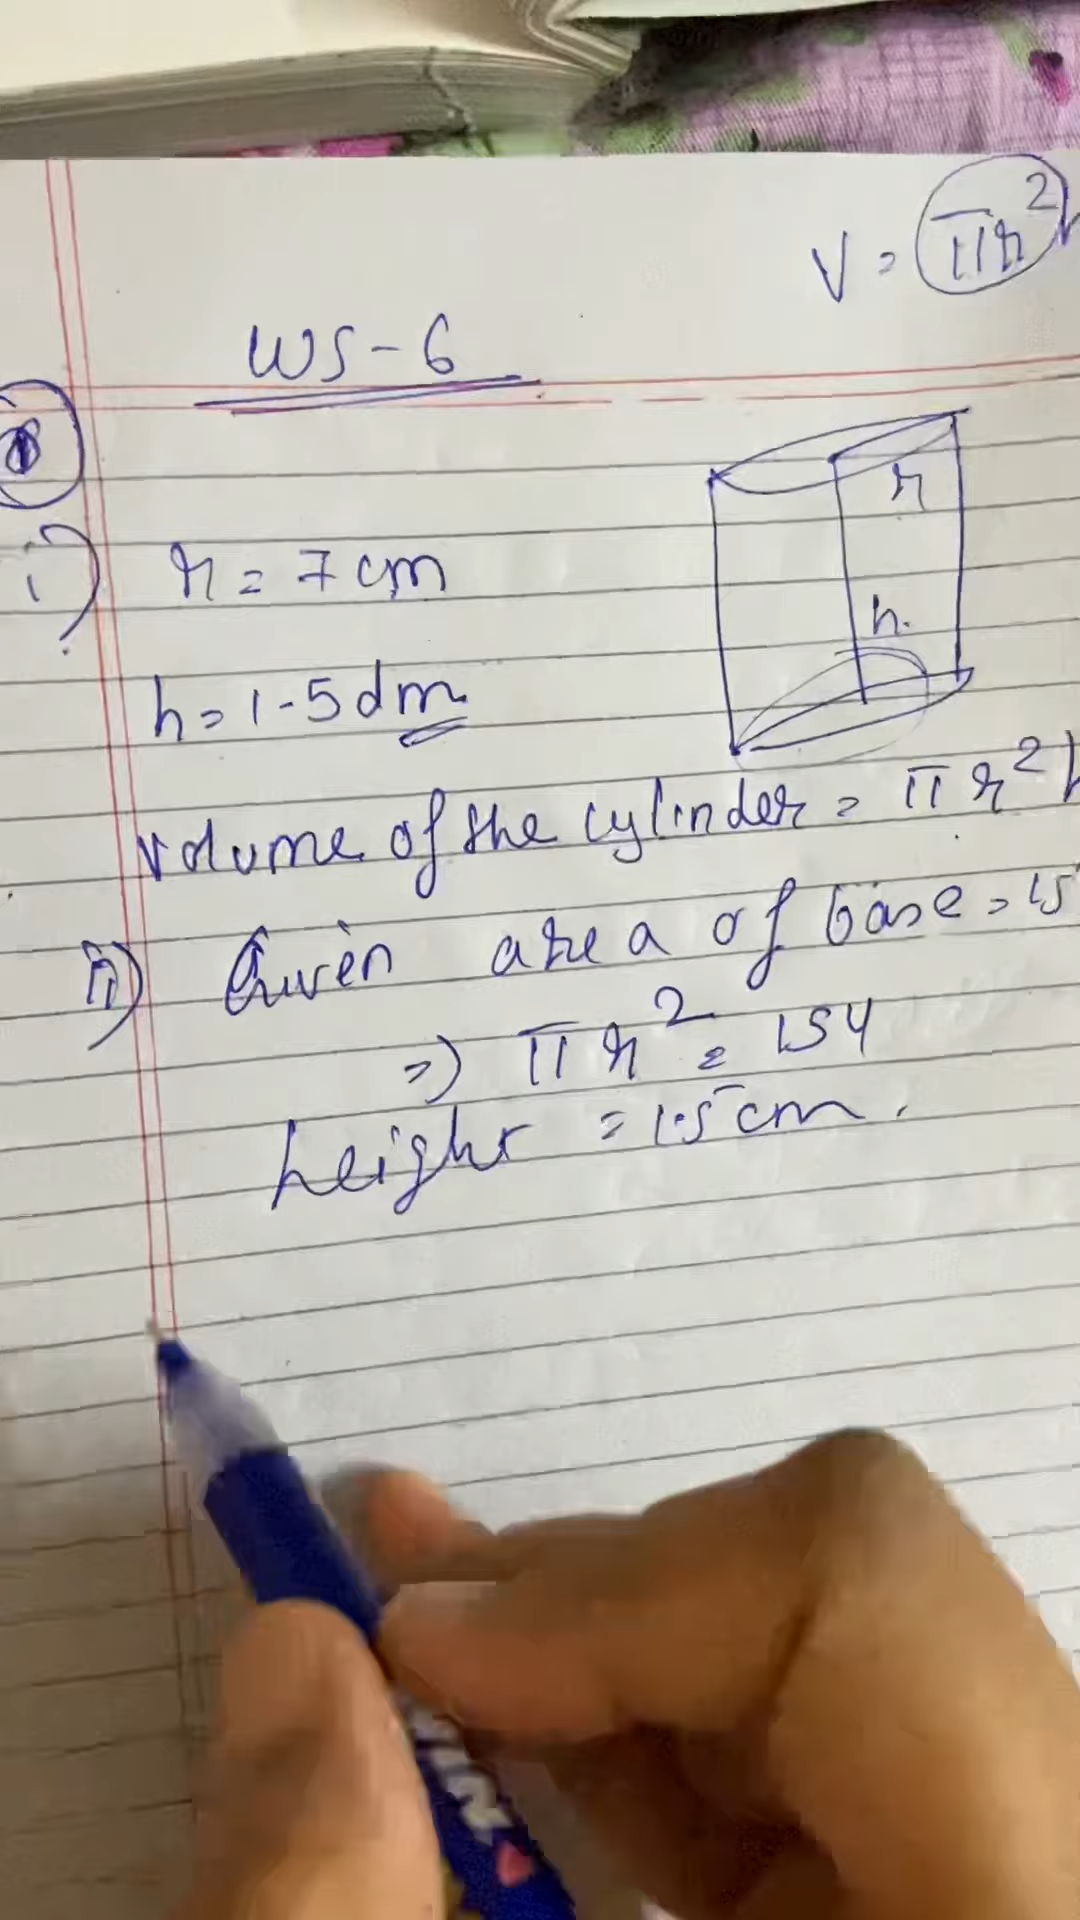 V = πr²h
WS-6
i)
r = 7 cm
r
h = 1.5 dm
h.
Volume of the cylinder = πr²h
ii) Given area of base = 15
=) πr² = 154
height = 1.5 cm.